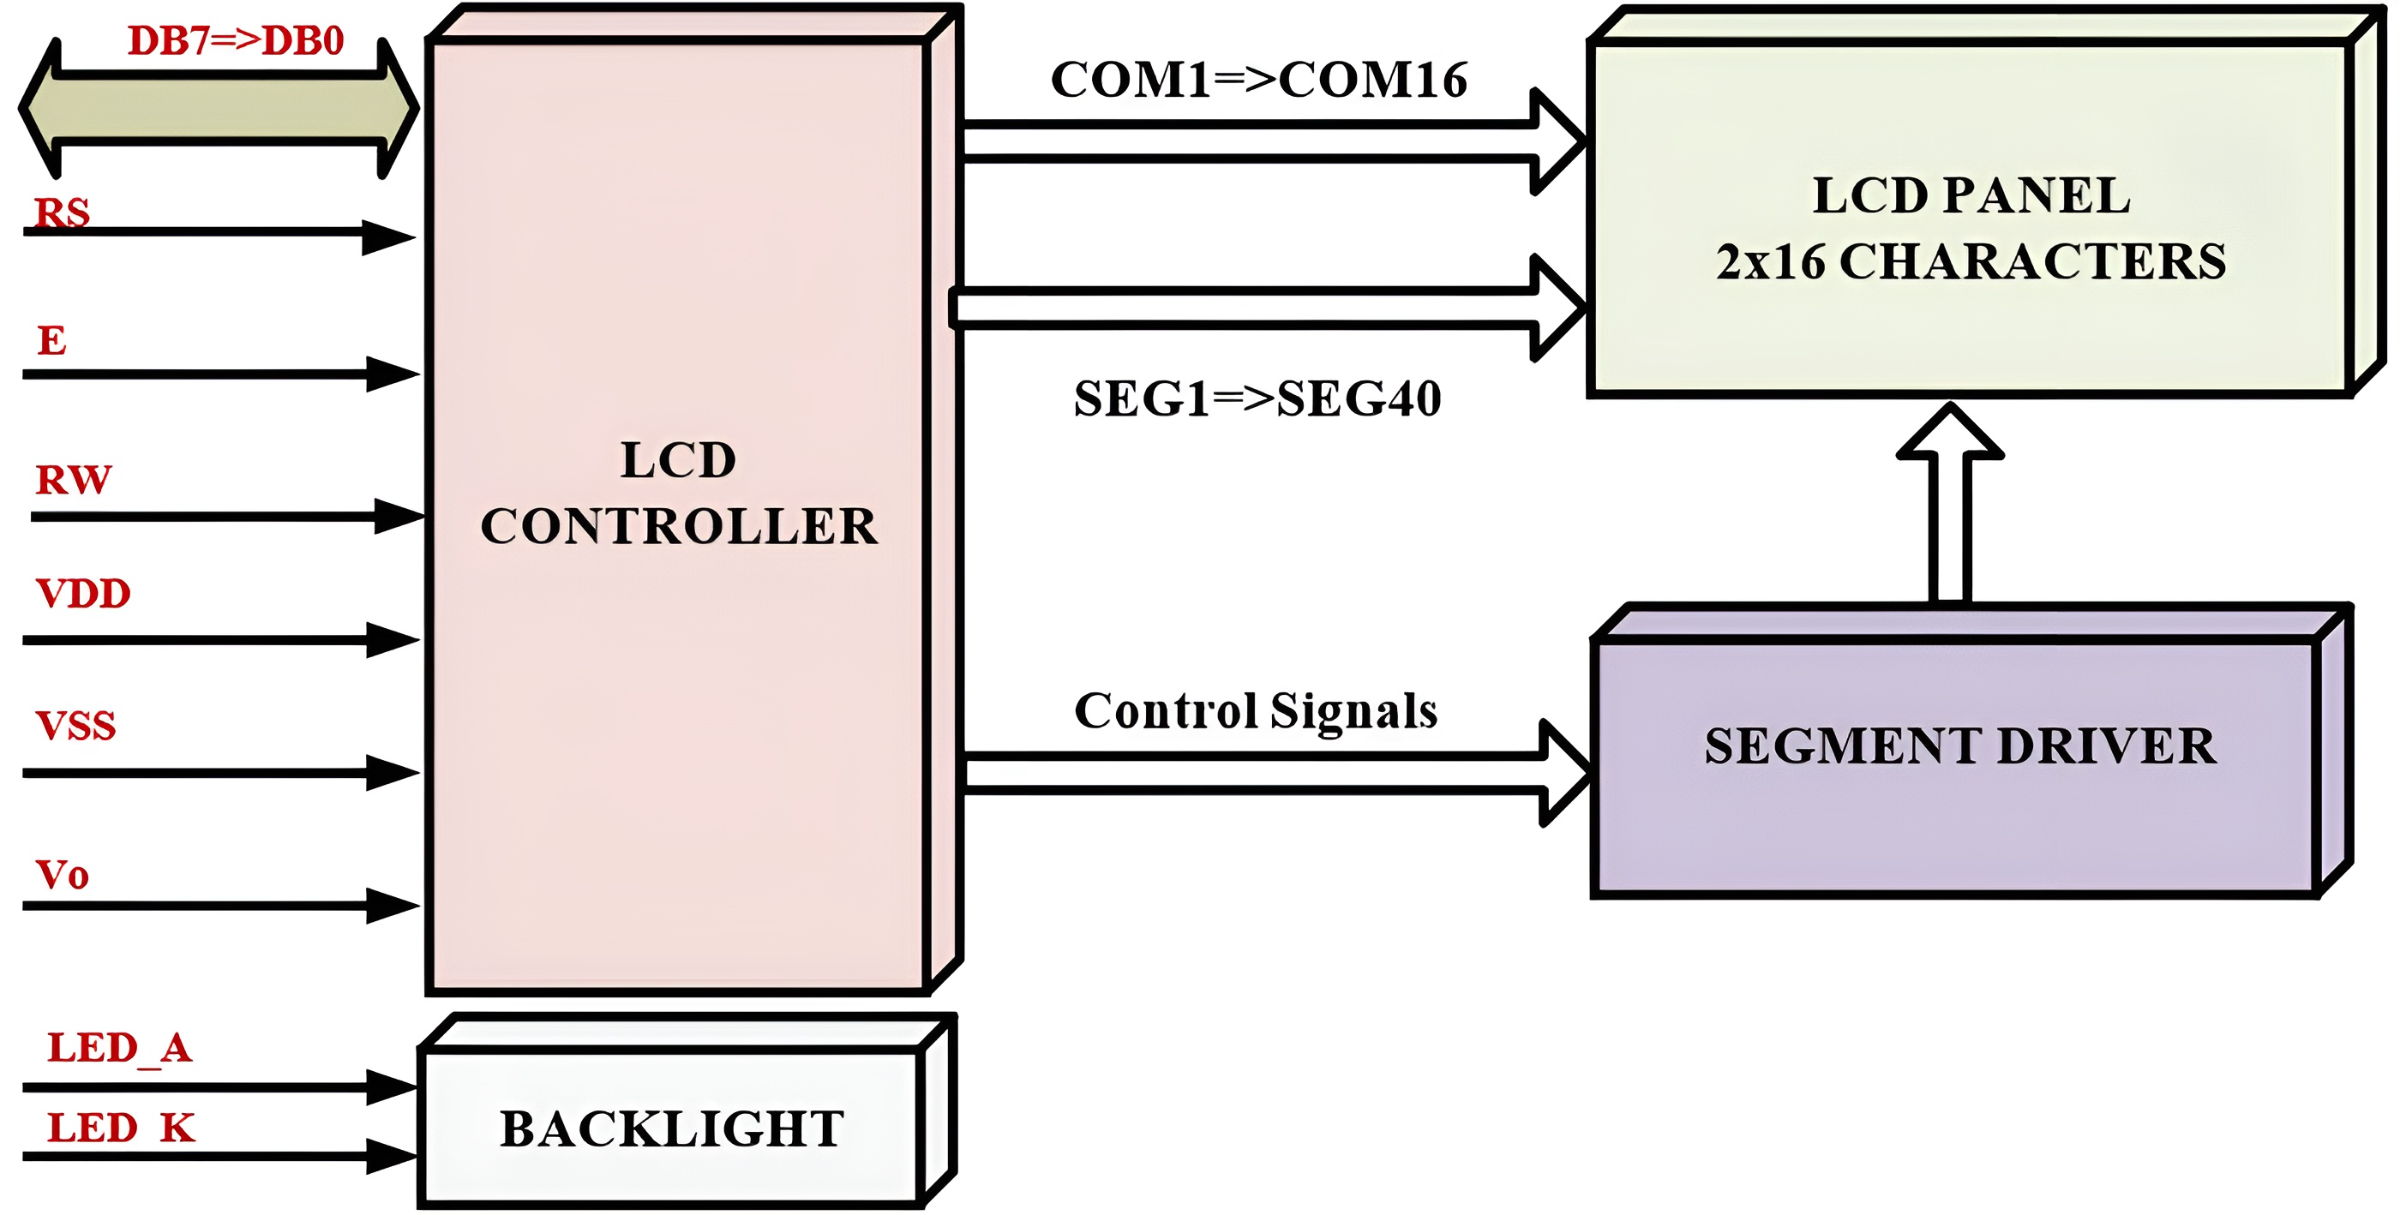 DB7=>DB0
RS
E
RW
VDD
VSS
Vo
LED_A
LED K
LCD
CONTROLLER
BACKLIGHT
COM1=>COM16
SEG1=>SEG40
Control Signals
LCD PANEL
2x16 CHARACTERS
SEGMENT DRIVER